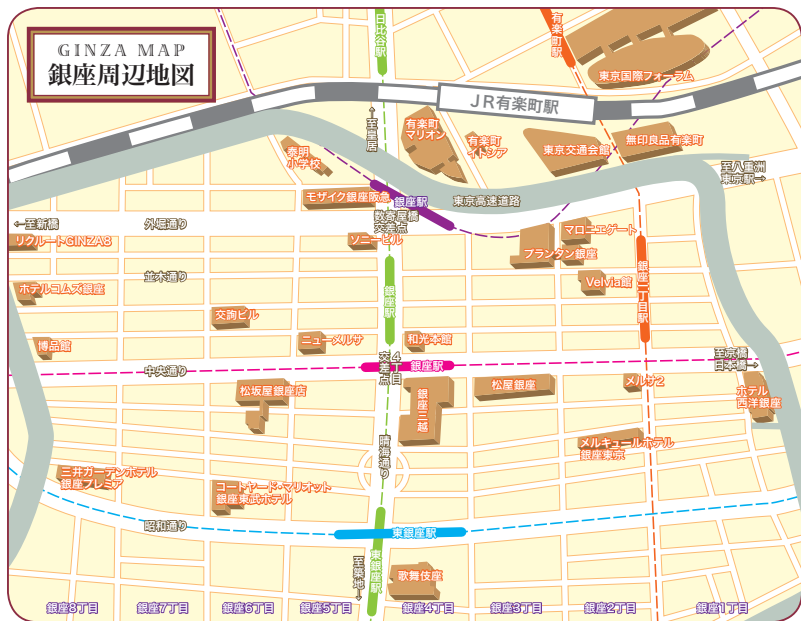 GINZA MAP
銀座周辺地図
日比谷駅
有楽町駅
東京国際フォーラム
JR有楽町駅
←至皇居
有楽町
マリオン
有楽町
イトシア
東京交通会館
無印良品有楽町
泰明
小学校
至八重洲
東京駅→
モザイク銀座阪急
銀座駅
東京高速道路
数寄屋橋
交差点
←至新橋
外堀通り
リクルートGINZA8
ソニービル
マロニエゲート
プランタン銀座
並木通り
銀座駅
銀座一丁目駅
Velvia館
ホテルコムズ銀座
交詢ビル
博品館
ニューメルサ
和光本館
4丁目
交差点
銀座駅
至京橋
日本橋→
中央通り
松坂屋銀座店
銀座三越
松屋銀座
メルサ2
ホテル
西洋銀座
晴海通り
メルキュールホテル
銀座東京
三井ガーデンホテル
銀座プレミア
コートヤード・マリオット
銀座東武ホテル
昭和通り
東銀座駅
東銀座駅
至築地→
歌舞伎座
銀座8丁目
銀座7丁目
銀座6丁目
銀座5丁目
銀座4丁目
銀座3丁目
銀座2丁目
銀座1丁目